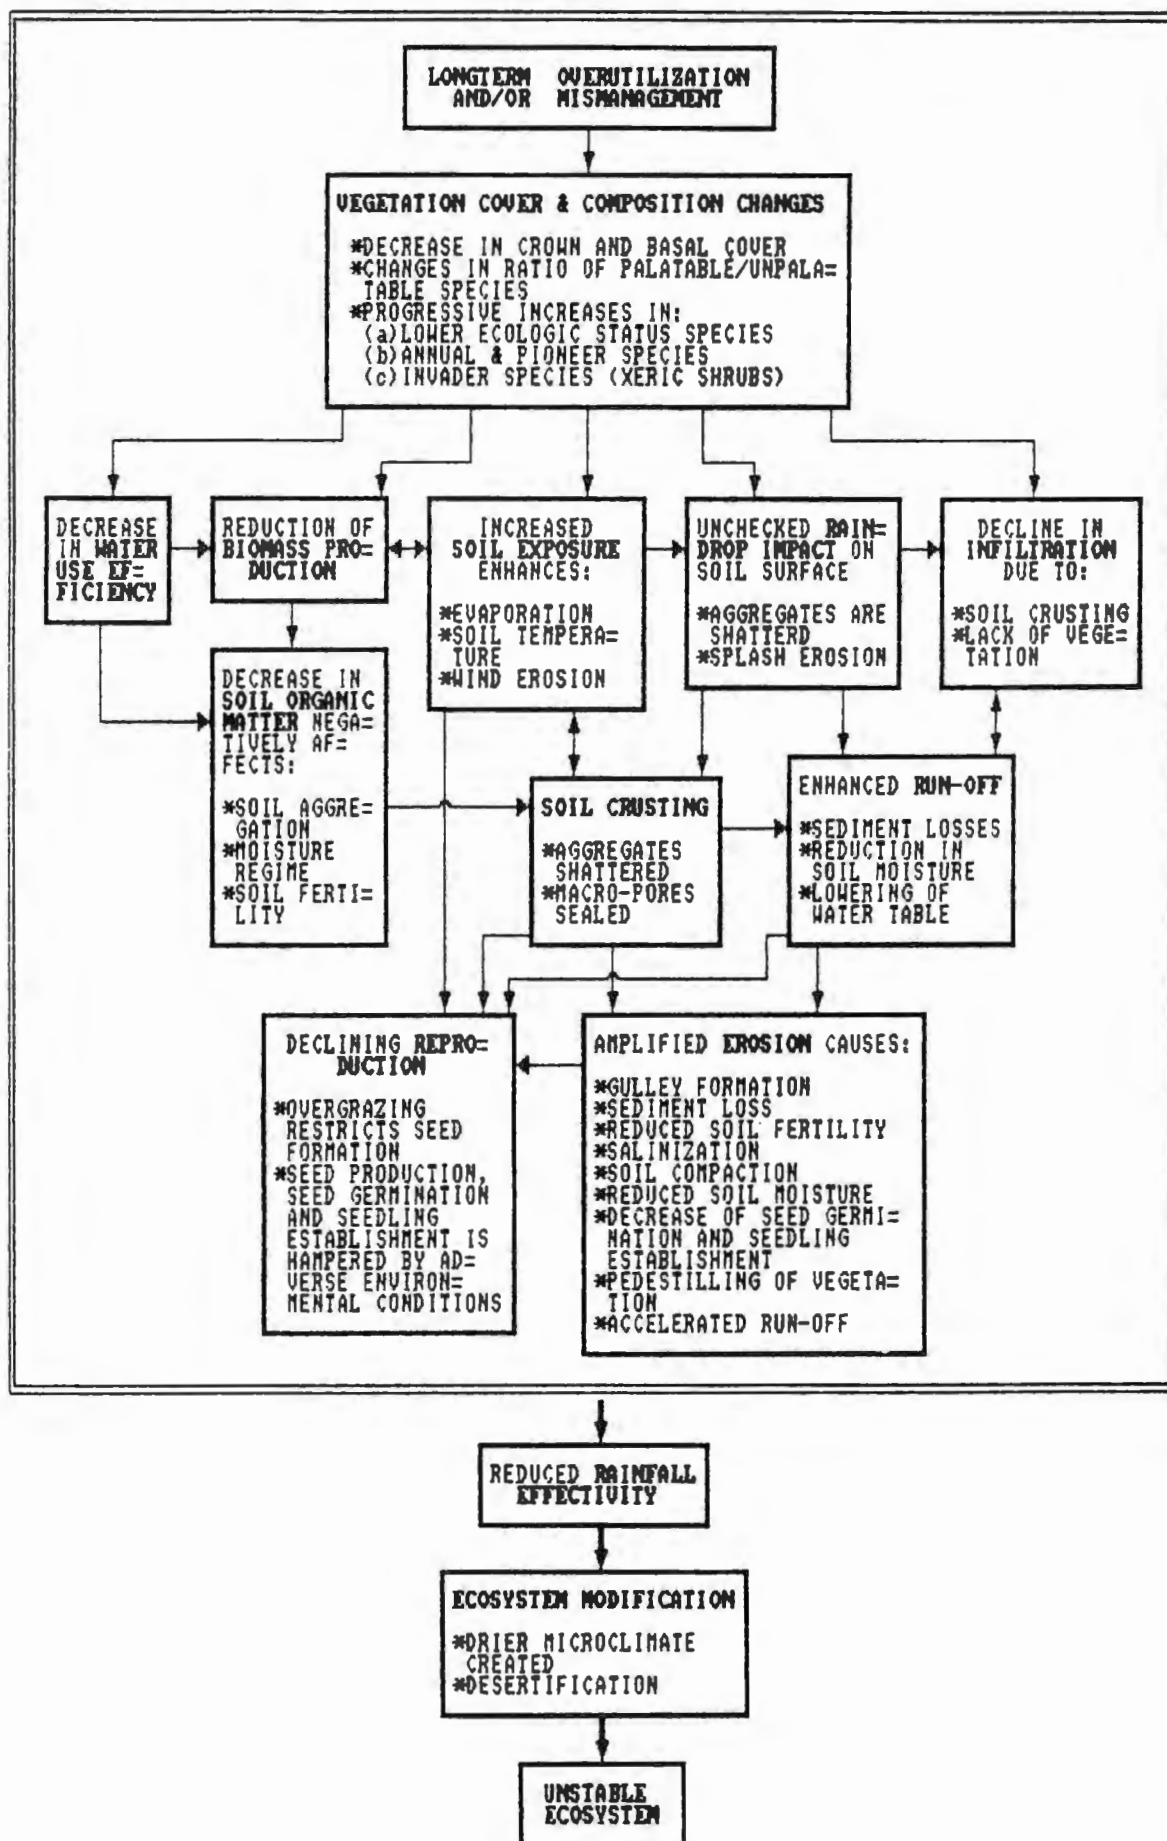 LONGTERM OVERUTILIZATION
AND/OR MISMANAGEMENT
VEGETATION COVER & COMPOSITION CHANGES
*DECREASE IN CROWN AND BASAL COVER
*CHANGES IN RATIO OF PALATABLE/UNPALA=
TABLE SPECIES
*PROGRESSIVE INCREASES IN:
(a)LOWER ECOLOGIC STATUS SPECIES
(b)ANNUAL & PIONEER SPECIES
(c)INVADER SPECIES (XERIC SHRUBS)
DECREASE
IN WATER
USE EF=
FICIENCY
REDUCTION OF
BIOMASS PRO=
DUCTION
INCREASED
SOIL EXPOSURE
ENHANCES:
*EVAPORATION
*SOIL TEMPERA=
TURE
*WIND EROSION
UNCHECKED RAIN=
DROP IMPACT ON
SOIL SURFACE
*AGGREGATES ARE
SHATTERD
*SPLASH EROSION
DECLINE IN
INFILTRATION
DUE TO:
*SOIL CRUSTING
*LACK OF VEGE=
TATION
DECREASE IN
SOIL ORGANIC
MATTER NEGA=
TIVELY AF=
FECTS:
*SOIL AGGRE=
GATION
*MOISTURE
REGIME
*SOIL FERTI=
LITY
SOIL CRUSTING
*AGGREGATES
SHATTERED
*MACRO-PORES
SEALED
ENHANCED RUN-OFF
*SEDIMENT LOSSES
*REDUCTION IN
SOIL MOISTURE
*LOWERING OF
WATER TABLE
DECLINING REPRO=
DUCTION
*OVERGRAZING
RESTRICTS SEED
FORMATION
*SEED PRODUCTION,
SEED GERMINATION
AND SEEDLING
ESTABLISHMENT IS
HAMPERED BY AD=
VERSE ENVIRON=
MENTAL CONDITIONS
AMPLIFIED EROSION CAUSES:
*GULLEY FORMATION
*SEDIMENT LOSS
*REDUCED SOIL FERTILITY
*SALINIZATION
*SOIL COMPACTION
*REDUCED SOIL MOISTURE
*DECREASE OF SEED GERMI=
NATION AND SEEDLING
ESTABLISHMENT
*PEDESTILLING OF VEGETA=
TION
*ACCELERATED RUN-OFF
REDUCED RAINFALL
EFFECTIVITY
ECOSYSTEM MODIFICATION
*DRIER MICROCLIMATE
CREATED
*DESERTIFICATION
UNSTABLE
ECOSYSTEM